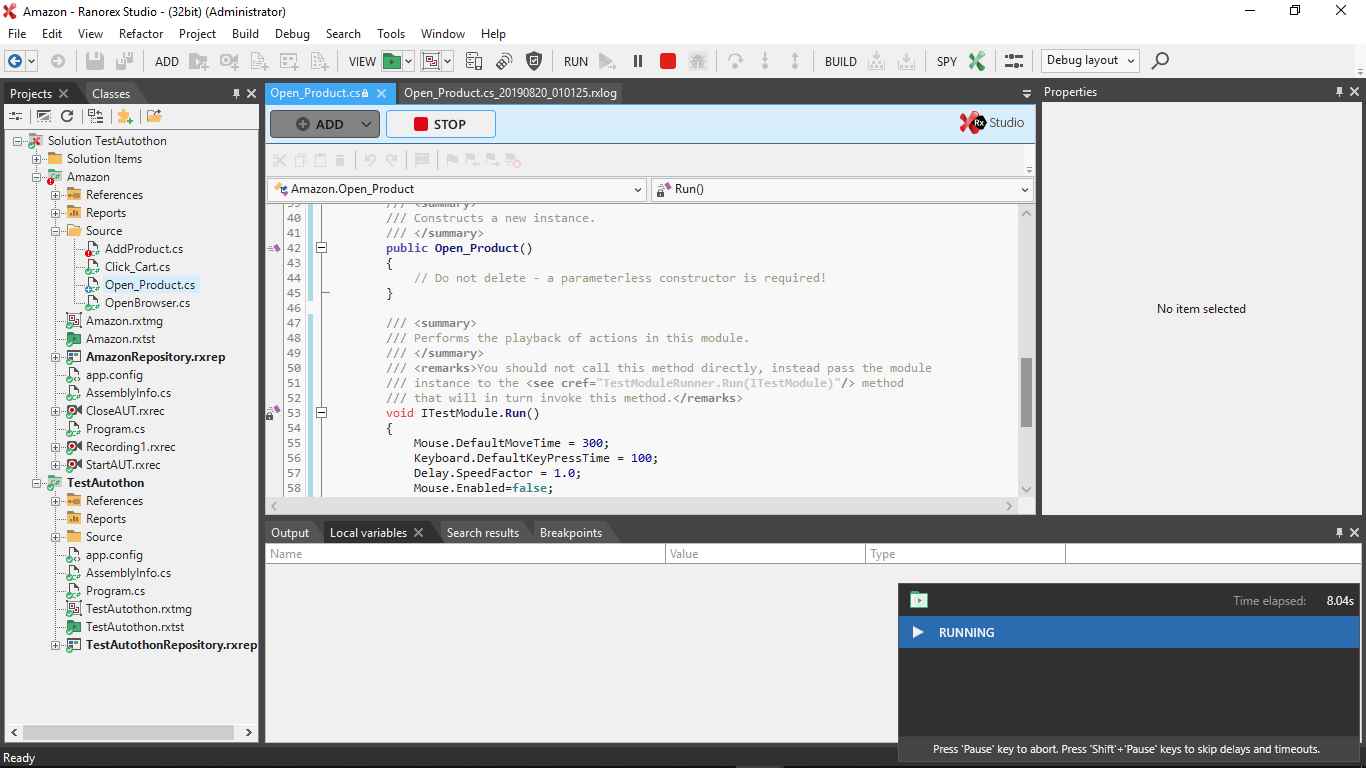 Amazon - Ranorex Studio - (32bit) (Administrator)
File Edit View Refactor Project Build Debug Search Tools Window Help
ADD VIEW RUN BUILD SPY Debug layout
Projects Classes
Solution TestAutothon
Solution Items
Amazon
References
Reports
Source
AddProduct.cs
Click_Cart.cs
Open_Product.cs
OpenBrowser.cs
Amazon.rxtmg
Amazon.rxtst
AmazonRepository.rxrep
app.config
AssemblyInfo.cs
CloseAUT.rxrec
Program.cs
Recording1.rxrec
StartAUT.rxrec
TestAutothon
References
Reports
Source
app.config
AssemblyInfo.cs
Program.cs
TestAutothon.rxtmg
TestAutothon.rxtst
TestAutothonRepository.rxrep
Open_Product.cs Open_Product.cs_20190820_010125.rxlog
ADD STOP Rx Studio
Amazon.Open_Product Run()
39 /// <summary>
40 /// Constructs a new instance.
41 /// </summary>
42 public Open_Product()
43 {
44 // Do not delete - a parameterless constructor is required!
45 }
46
47 /// <summary>
48 /// Performs the playback of actions in this module.
49 /// </summary>
50 /// <remarks>You should not call this method directly, instead pass the module
51 /// instance to the <see cref="TestModuleRunner.Run(ITestModule)"/> method
52 /// that will in turn invoke this method.</remarks>
53 void ITestModule.Run()
54 {
55 Mouse.DefaultMoveTime = 300;
56 Keyboard.DefaultKeyPressTime = 100;
57 Delay.SpeedFactor = 1.0;
58 Mouse.Enabled=false;
Properties
No item selected
Output Local variables Search results Breakpoints
Name Value Type
Time elapsed: 8.04s
RUNNING
Press 'Pause' key to abort. Press 'Shift'+'Pause' keys to skip delays and timeouts.
Ready